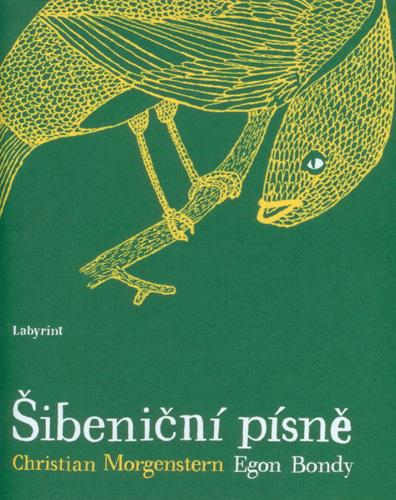 Labyrint
Šibeniční písně
Christian Morgenstern Egon Bondy